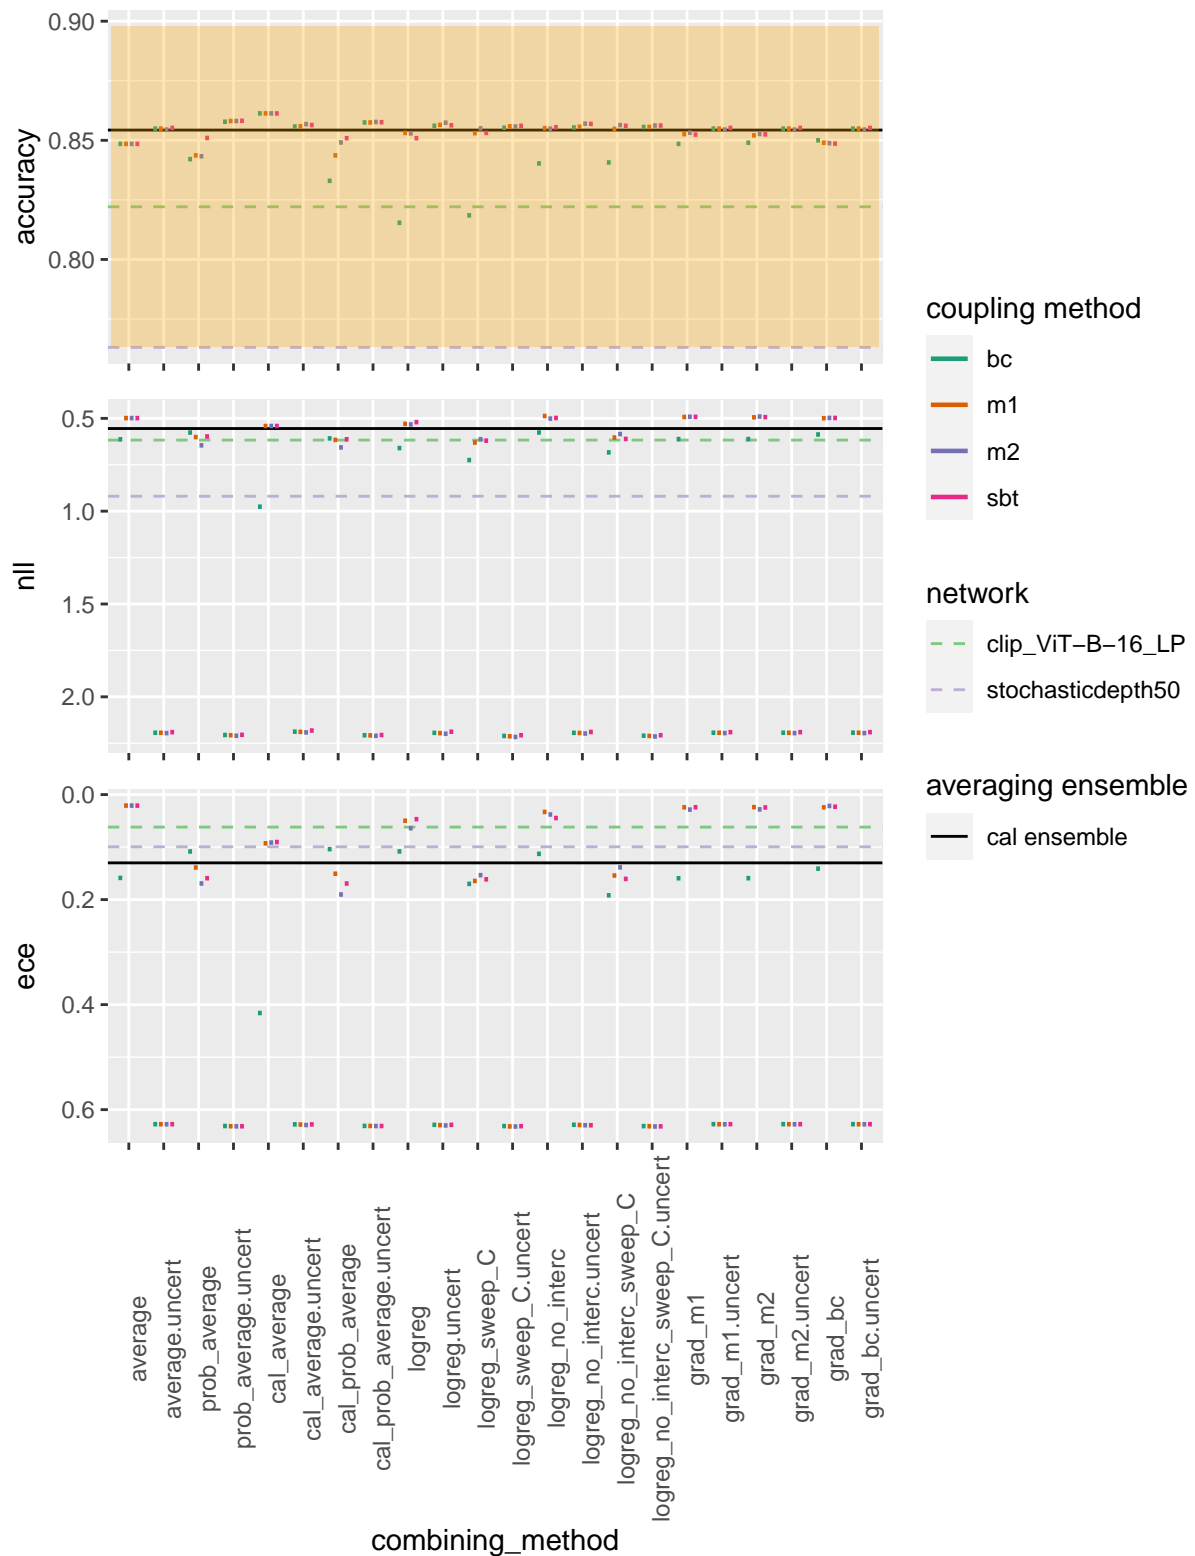 0.90
0.85
0.80
accuracy
0.5
1.0
1.5
2.0
nll
0.0
0.2
0.4
0.6
ece
average
average.uncert
prob_average
prob_average.uncert
cal_average
cal_average.uncert
cal_prob_average
cal_prob_average.uncert
logreg
logreg.uncert
logreg_sweep_C
logreg_sweep_C.uncert
logreg_no_interc
logreg_no_interc.uncert
logreg_no_interc_sweep_C
logreg_no_interc_sweep_C.uncert
grad_m1
grad_m1.uncert
grad_m2
grad_m2.uncert
grad_bc
grad_bc.uncert
combining_method
coupling method
bc
m1
m2
sbt
network
clip_ViT−B−16_LP
stochasticdepth50
averaging ensemble
cal ensemble